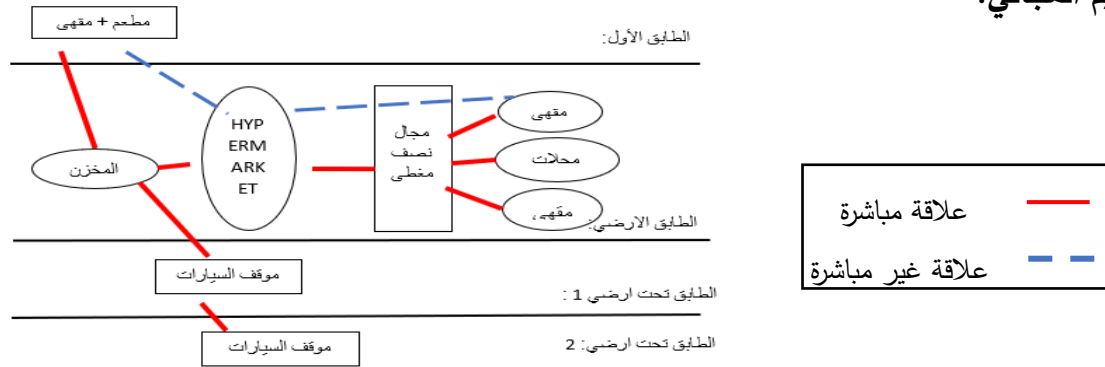 مطعم + مقهى
الطابق الأول:
HYP
ERM
ARK
ET
مجال
نصف
مغطى
مقهى
محلات
مقهى
المخزن
الطابق الارضي:
علاقة مباشرة
علاقة غير مباشرة
موقف السيارات
الطابق تحت ارضي 1 :
موقف السيارات
الطابق تحت ارضي: 2